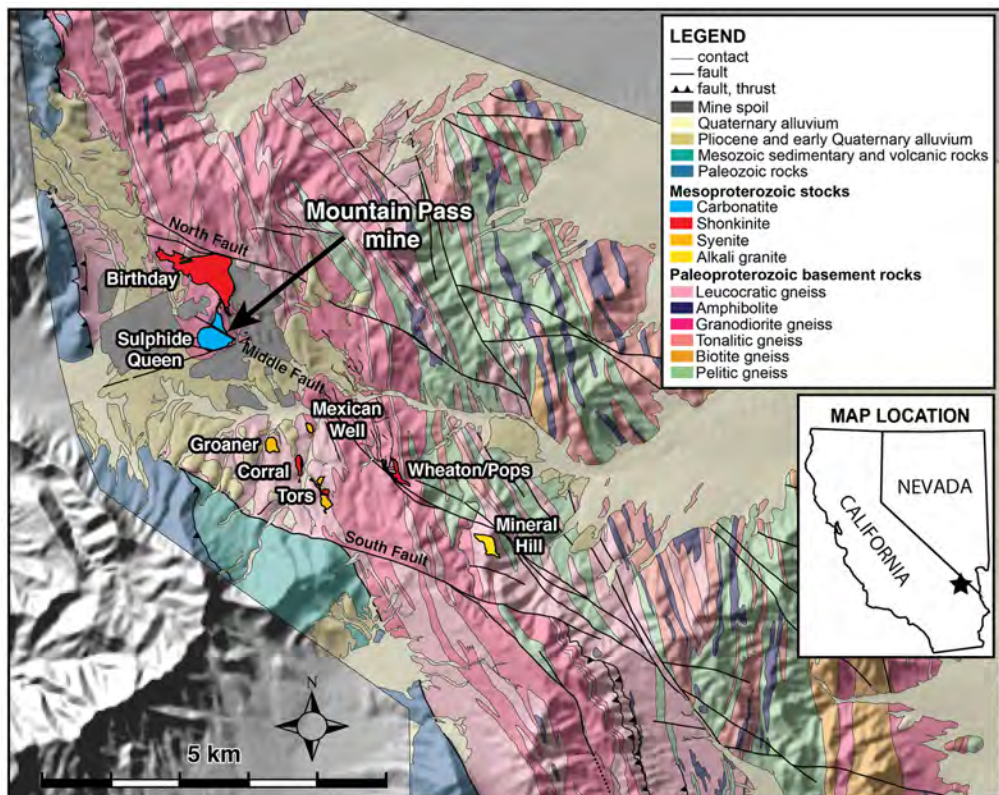 LEGEND
contact
fault
fault, thrust
Mine spoil
Quaternary alluvium
Pliocene and early Quaternary alluvium
Mesozoic sedimentary and volcanic rocks
Paleozoic rocks
Mesoproterozoic stocks
Carbonatite
Shonkinite
Syenite
Alkali granite
Paleoproterozoic basement rocks
Leucocratic gneiss
Amphibolite
Granodiorite gneiss
Tonalitic gneiss
Biotite gneiss
Pelitic gneiss
Mountain Pass
mine
North Fault
Birthday
Sulphide
Queen
Middle Fault
Mexican
Well
Groaner
Corral
Wheaton/Pops
Tors
Mineral
Hill
South Fault
MAP LOCATION
NEVADA
CALIFORNIA
N
5 km